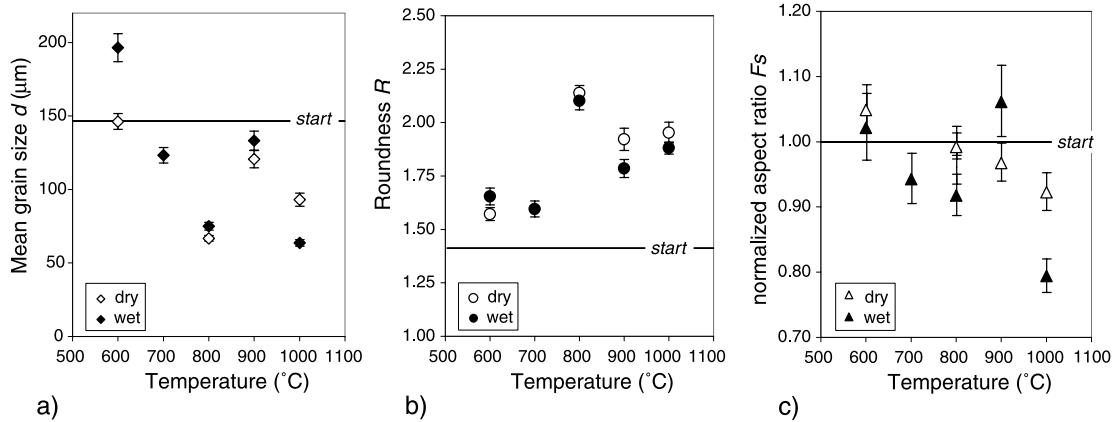 Mean grain size d (μm)
200
150
100
50
0
start
dry
wet
500 600 700 800 900 1000 1100
Temperature (˚C)
a)
Roundness R
2.50
2.25
2.00
1.75
1.50
1.25
1.00
start
dry
wet
500 600 700 800 900 1000 1100
Temperature (˚C)
b)
normalized aspect ratio Fs
1.20
1.10
1.00
0.90
0.80
0.70
start
dry
wet
500 600 700 800 900 1000 1100
Temperature (˚C)
c)